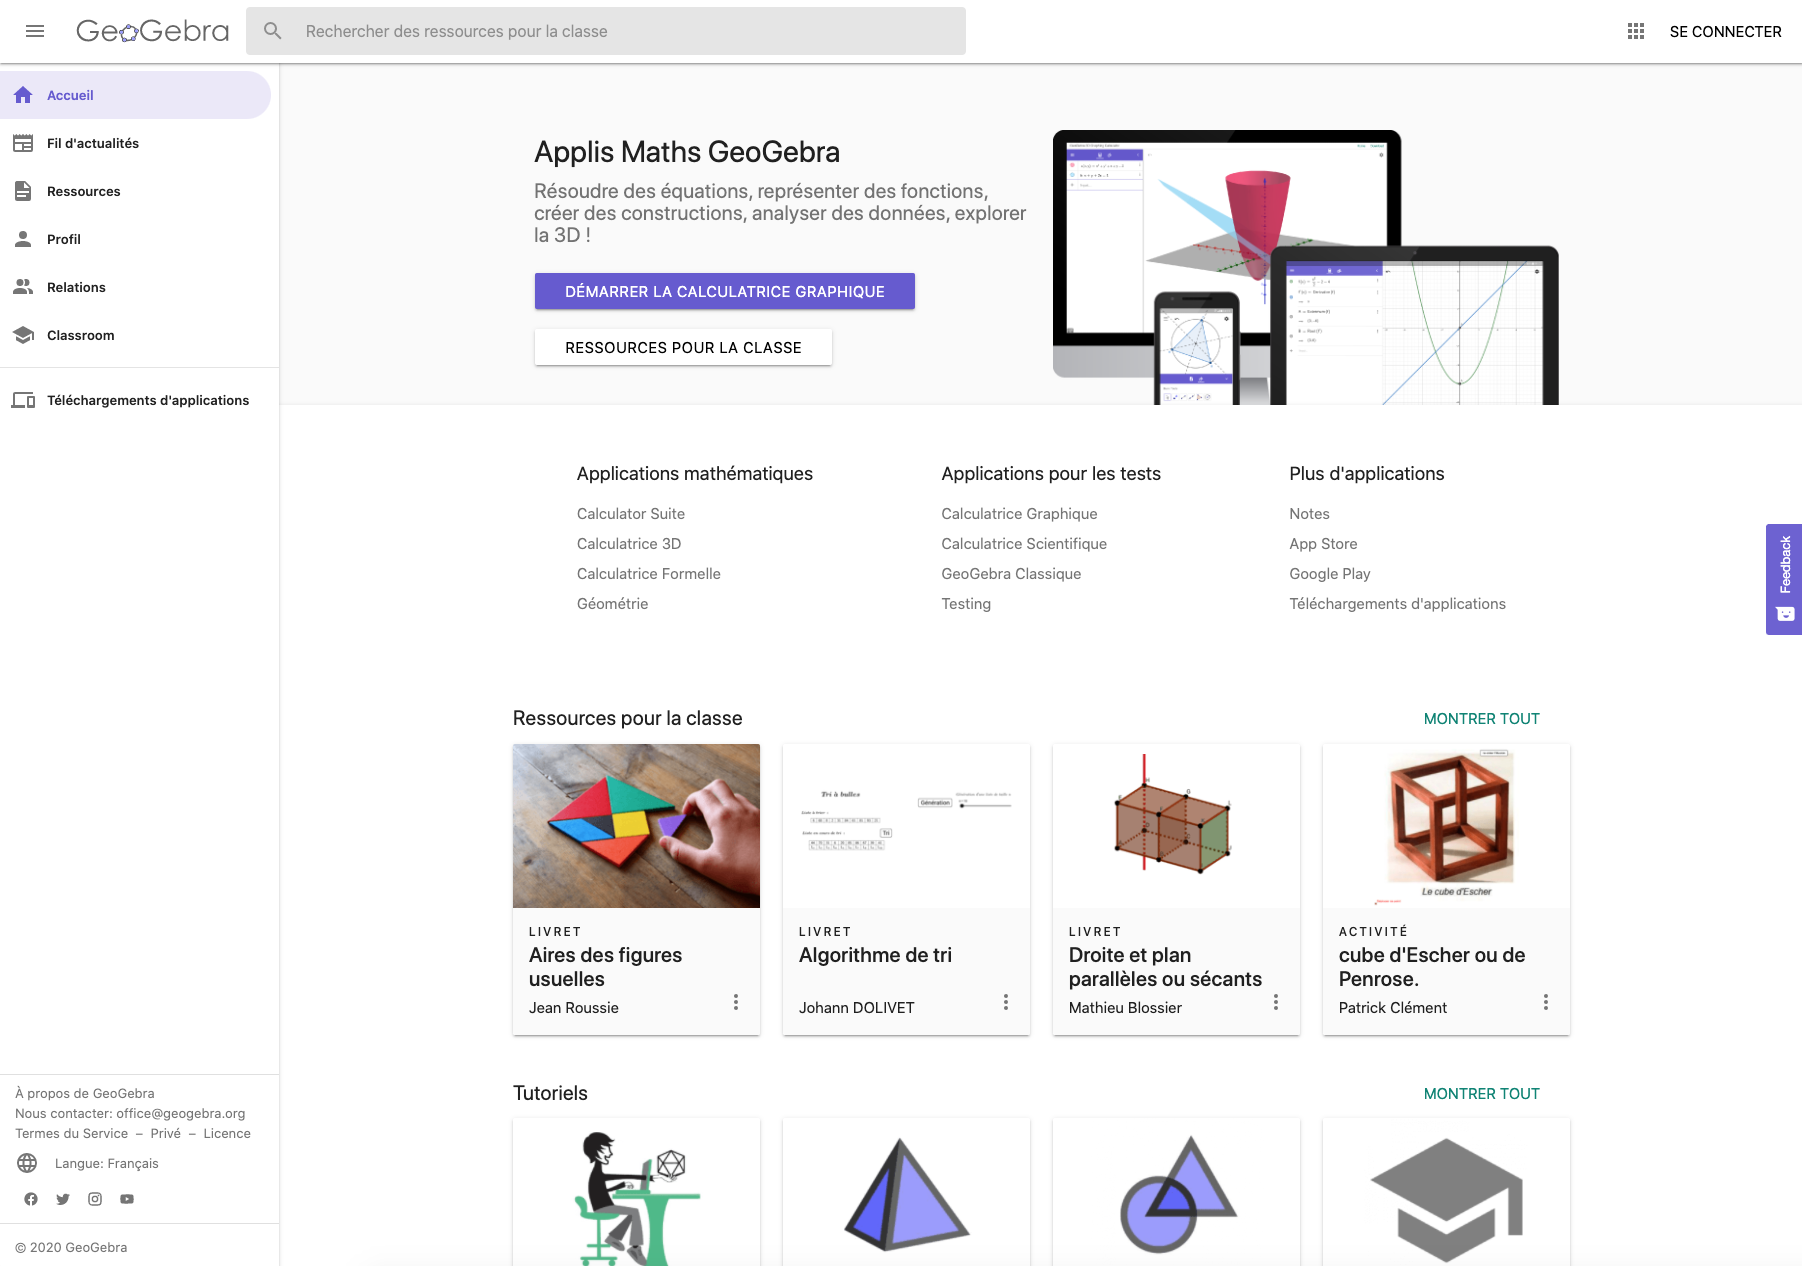 GeoGebra
Rechercher des ressources pour la classe
SE CONNECTER
Accueil
Fil d'actualités
Ressources
Profil
Relations
Classroom
Téléchargements d'applications
Applis Maths GeoGebra
Résoudre des équations, représenter des fonctions,
créer des constructions, analyser des données, explorer
la 3D !
DÉMARRER LA CALCULATRICE GRAPHIQUE
RESSOURCES POUR LA CLASSE
Applications mathématiques
Calculator Suite
Calculatrice 3D
Calculatrice Formelle
Géométrie
Applications pour les tests
Calculatrice Graphique
Calculatrice Scientifique
GeoGebra Classique
Testing
Plus d'applications
Notes
App Store
Google Play
Téléchargements d'applications
Feedback
Ressources pour la classe
MONTRER TOUT
LIVRET
Aires des figures
usuelles
Jean Roussie
Tri à bulles
Génération
Tri
LIVRET
Algorithme de tri
Johann DOLIVET
LIVRET
Droite et plan
parallèles ou sécants
Mathieu Blossier
Le cube d'Escher
ACTIVITÉ
cube d'Escher ou de
Penrose.
Patrick Clément
Tutoriels
MONTRER TOUT
À propos de GeoGebra
Nous contacter: office@geogebra.org
Termes du Service – Privé – Licence
Langue: Français
© 2020 GeoGebra